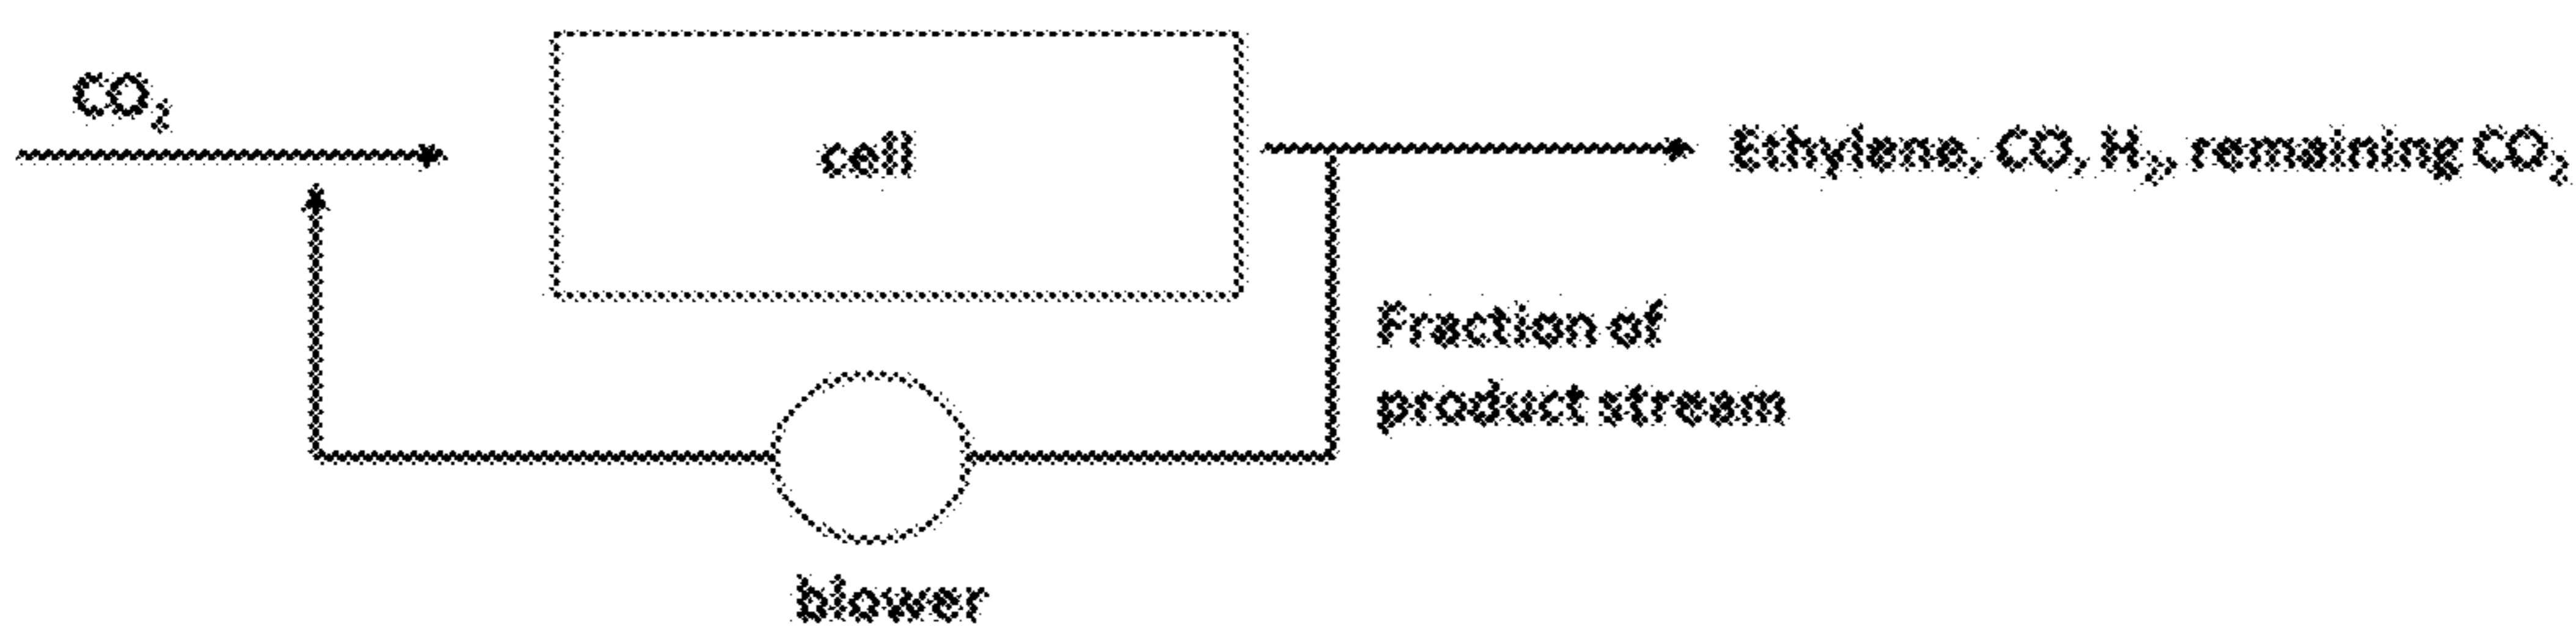 CO₂
cell
Ethylene, CO, H₂, remaining CO₂
Fraction of
product stream
blower